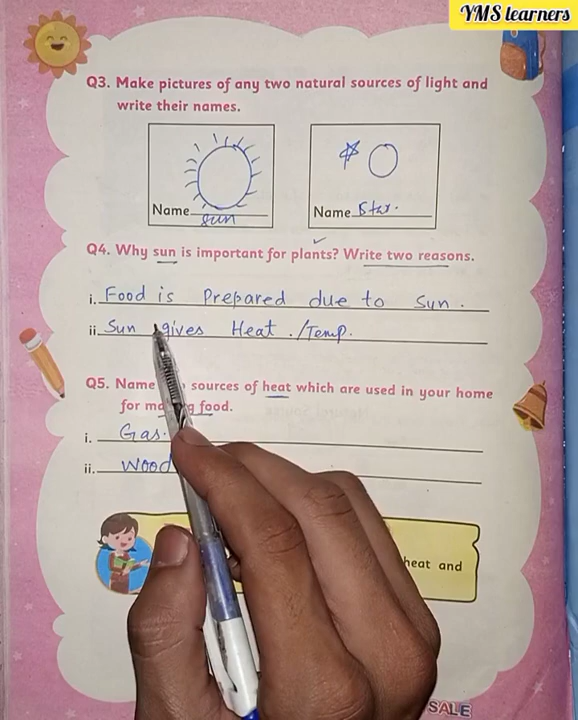 YMS learners
Q3. Make pictures of any two natural sources of light and
write their names.
Name sun
Name Star.
Q4. Why sun is important for plants? Write two reasons.
i. Food is Prepared due to Sun.
ii. Sun gives Heat ./Temp.
Q5. Name sources of heat which are used in your home
for food.
i. Gas.
ii. Wood
heat and
SALE